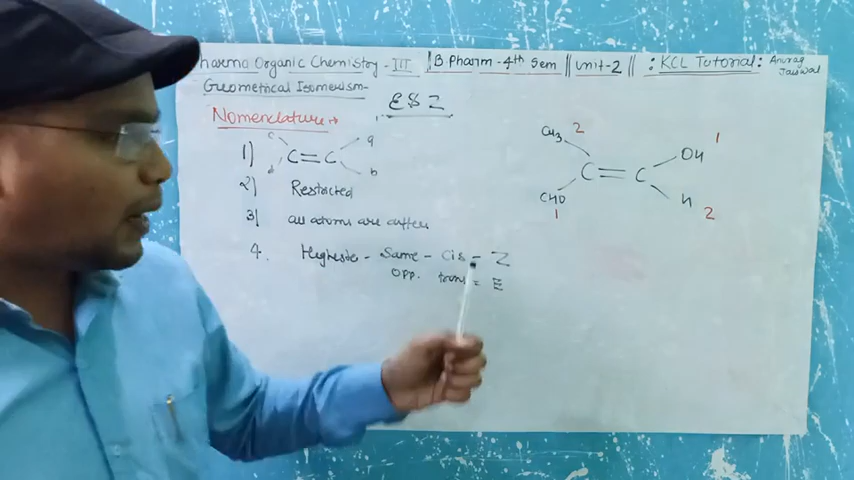 Pharma Organic Chemistry - III || B Pharm - 4th Sem || Unit-2 || : KCL Tutorial : Anurag Jaiswal
Geometrical Isomerism-
E & Z
Nomenclature →
1) c d C=C a b
2) Restricted
3) all atoms are differ.
4. Highest - Same - Cis - Z
opp. trans = E
CH3 2 OH 1
C=C
CHO 1 H 2